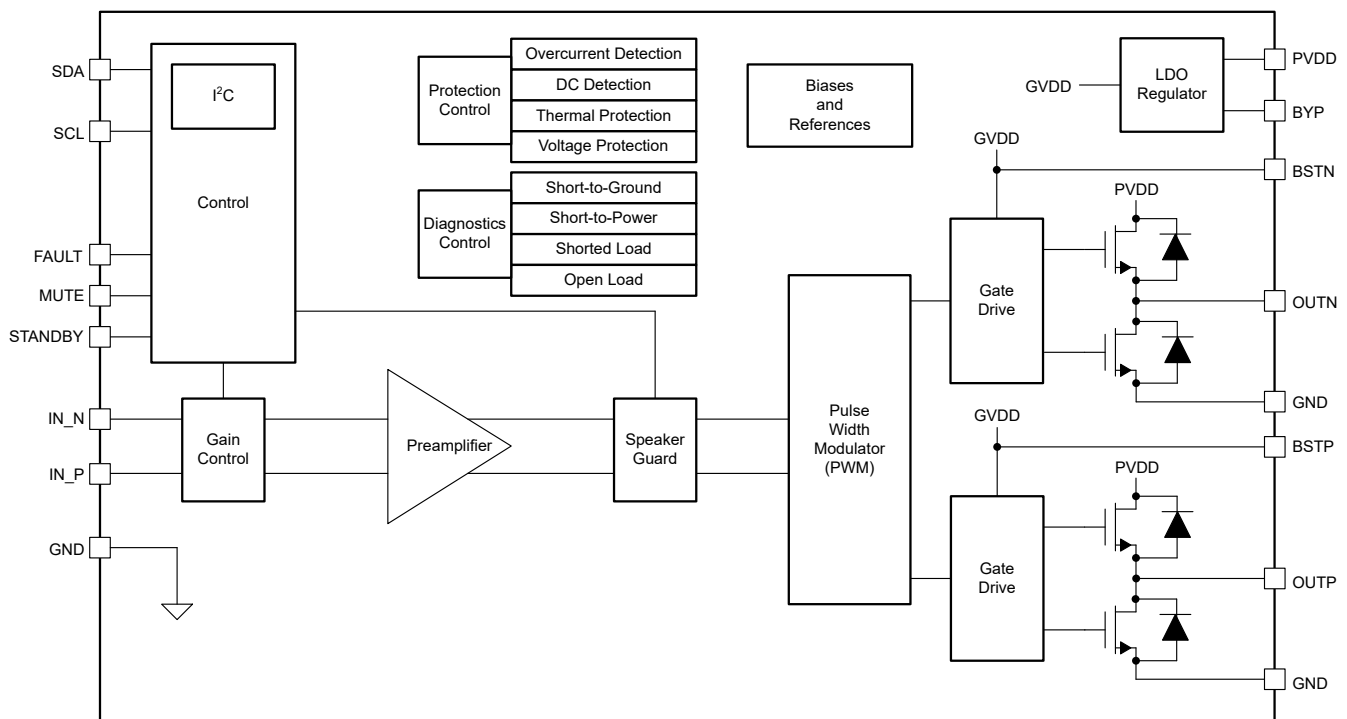 SDA
SCL
FAULT
MUTE
STANDBY
IN_N
IN_P
GND
I²C
Control
Gain
Control
Protection
Control
Overcurrent Detection
DC Detection
Thermal Protection
Voltage Protection
Diagnostics
Control
Short-to-Ground
Short-to-Power
Shorted Load
Open Load
Preamplifier
Speaker
Guard
Biases
and
References
Pulse
Width
Modulator
(PWM)
GVDD
LDO
Regulator
PVDD
BYP
GVDD
BSTN
PVDD
Gate
Drive
OUTN
GND
GVDD
BSTP
PVDD
Gate
Drive
OUTP
GND